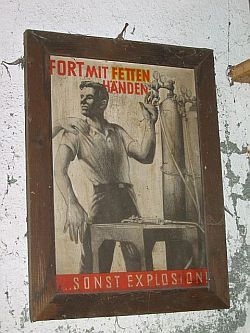 FORT MIT FETTEN
HÄNDEN
...SONST EXPLOSION